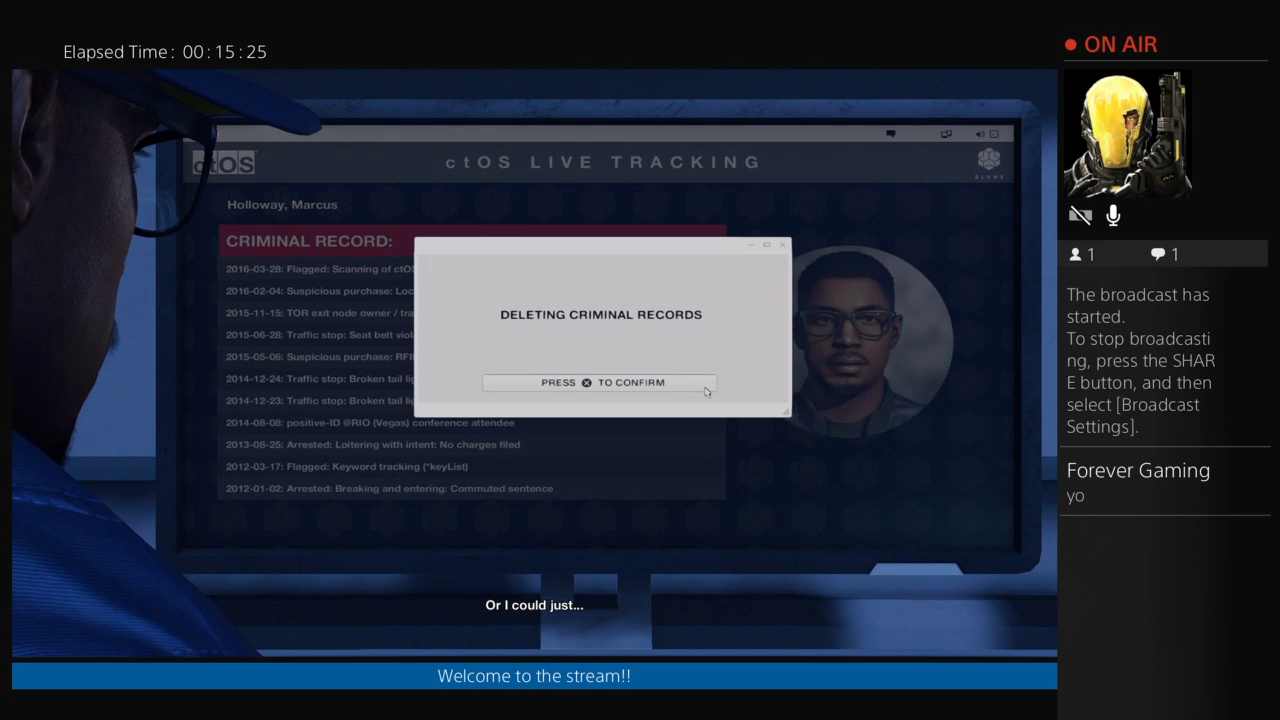 Elapsed Time: 00:15:25
ON AIR
ctOS
ctOS LIVE TRACKING
BLUME
Holloway, Marcus
CRIMINAL RECORD:
2016-03-28: Flagged: Scanning of ctOS
2016-02-04: Suspicious purchase: Loc
2015-11-15: TOR exit node owner / tra
2015-06-28: Traffic stop: Seat belt viol
2015-05-06: Suspicious purchase: RFI
2014-12-24: Traffic stop: Broken tail lig
2014-12-23: Traffic stop: Broken tail li
2014-08-08: positive-ID @RIO (Vegas) conference attendee
2013-08-25: Arrested: Loitering with intent: No charges filed
2012-03-17: Flagged: Keyword tracking (*keyList)
2012-01-02: Arrested: Breaking and entering: Commuted sentence
DELETING CRIMINAL RECORDS
PRESS ⊗ TO CONFIRM
Or I could just...
Welcome to the stream!!
1 1
The broadcast has
started.
To stop broadcasti
ng, press the SHAR
E button, and then
select [Broadcast
Settings].
Forever Gaming
yo